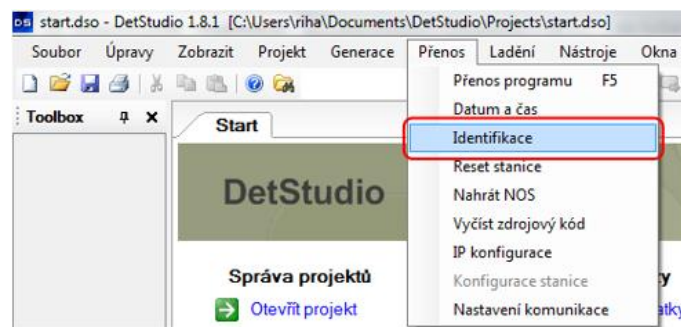 start.dso - DetStudio 1.8.1 [C:\Users\riha\Documents\DetStudio\Projects\start.dso]
Soubor Úpravy Zobrazit Projekt Generace Přenos Ladění Nástroje Okna
Toolbox
Start
Přenos programu F5
Datum a čas
Identifikace
Reset stanice
Nahrát NOS
Vyčíst zdrojový kód
IP konfigurace
Konfigurace stanice
Nastavení komunikace
DetStudio
Správa projektů
Otevřít projekt